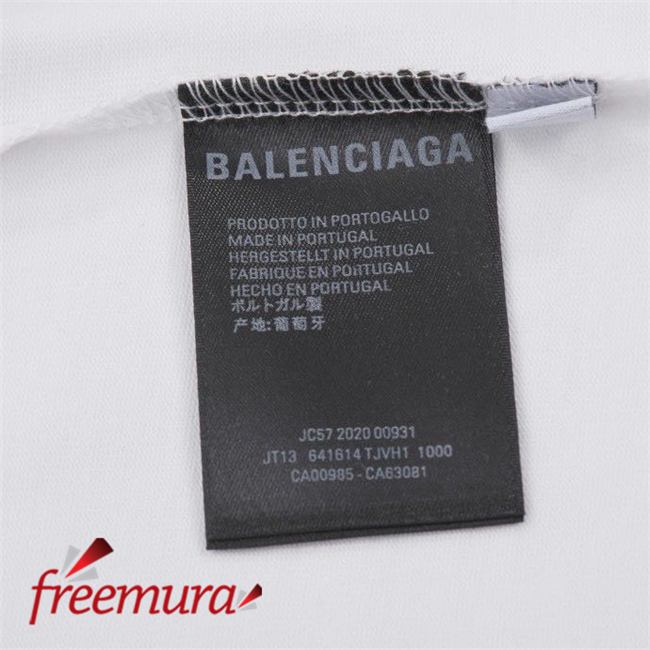 BALENCIAGA
PRODOTTO IN PORTOGALLO
MADE IN PORTUGAL
HERGESTELLT IN PORTUGAL
FABRIQUE EN PORTUGAL
HECHO EN PORTUGAL
ポルトガル製
产地:葡萄牙
JC57 2020 00931
JT13 641614 TJVH1 1000
CA00985 - CA63081
freemura